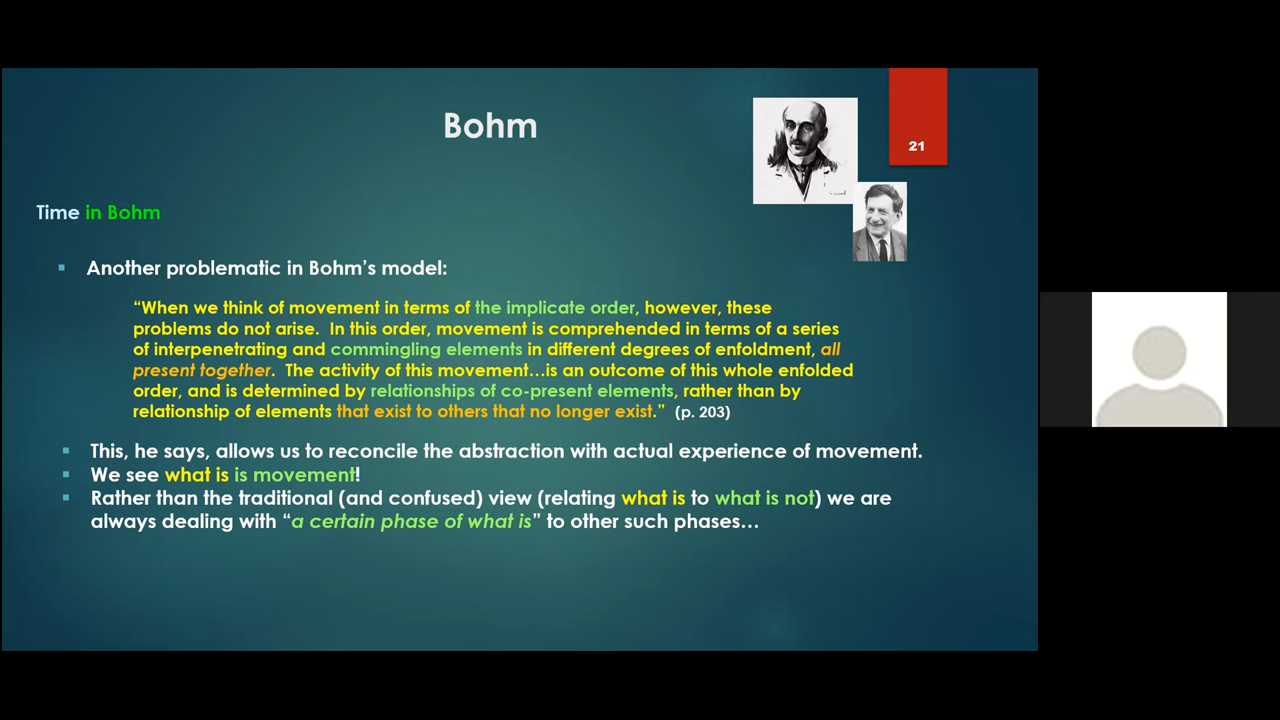 Bohm
21
Time in Bohm
▪ Another problematic in Bohm’s model:
“When we think of movement in terms of the implicate order, however, these
problems do not arise. In this order, movement is comprehended in terms of a series
of interpenetrating and commingling elements in different degrees of enfoldment, all
present together. The activity of this movement…is an outcome of this whole enfolded
order, and is determined by relationships of co-present elements, rather than by
relationship of elements that exist to others that no longer exist.” (p. 203)
▪ This, he says, allows us to reconcile the abstraction with actual experience of movement.
▪ We see what is is movement!
▪ Rather than the traditional (and confused) view (relating what is to what is not) we are
always dealing with “a certain phase of what is” to other such phases…